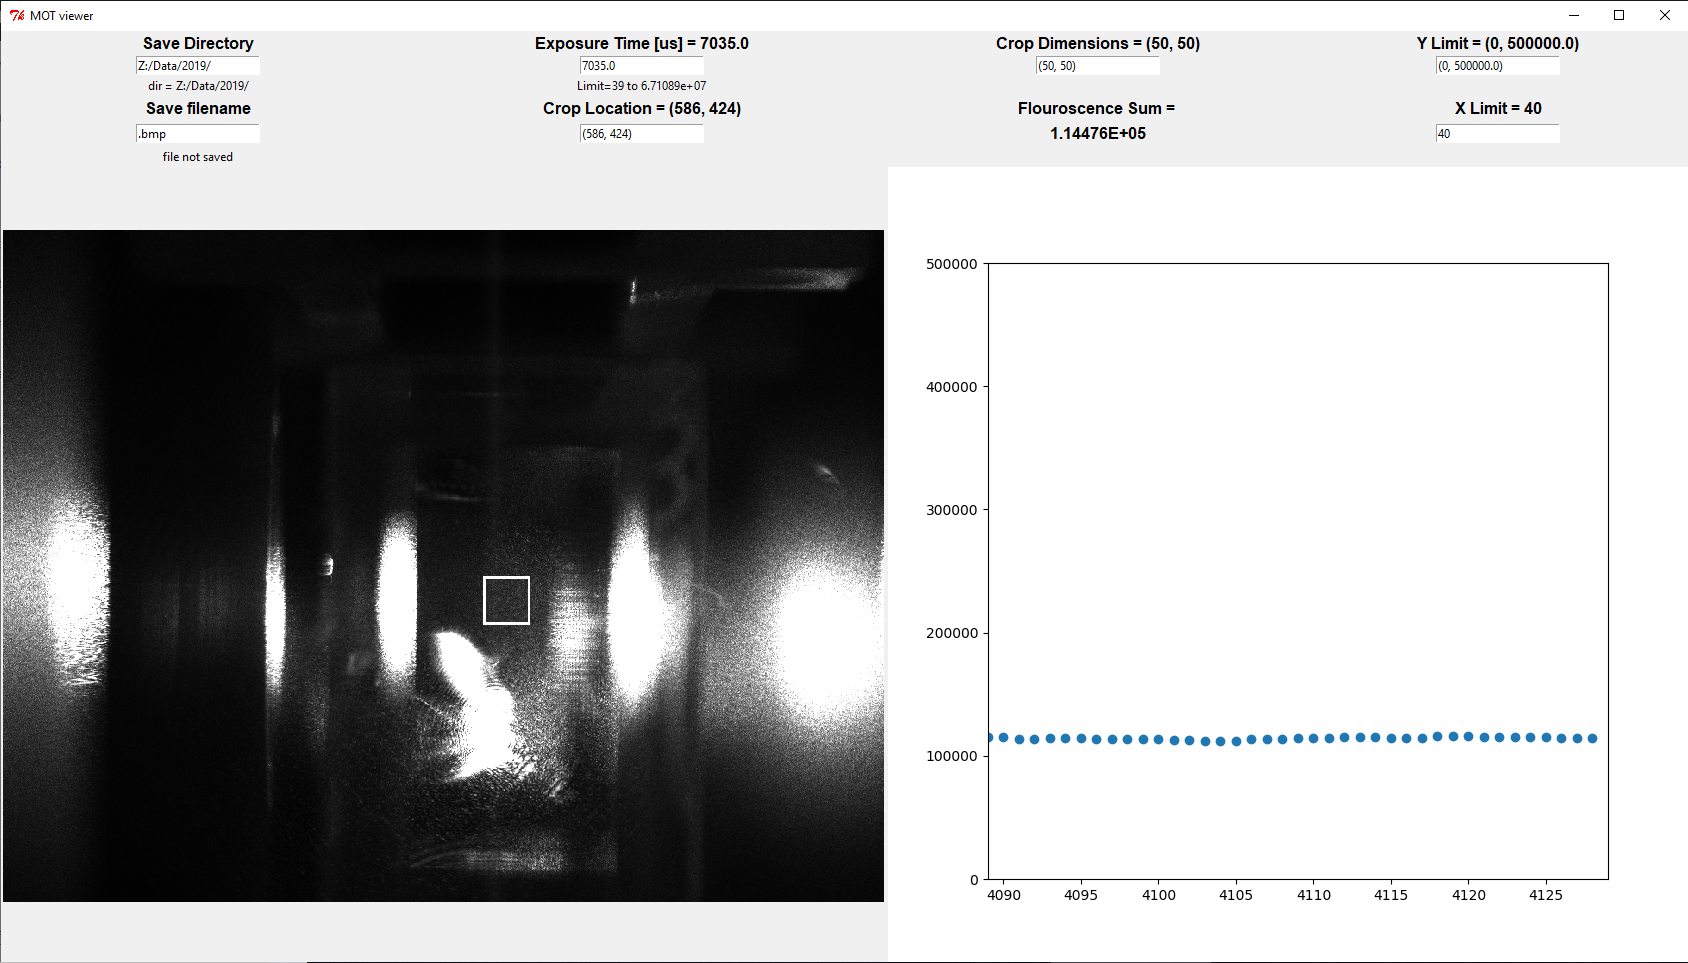 MOT viewer
Save Directory
Z:/Data/2019/
dir = Z:/Data/2019/
Save filename
.bmp
file not saved
Exposure Time [us] = 7035.0
7035.0
Limit=39 to 6.71089e+07
Crop Location = (586, 424)
(586, 424)
Crop Dimensions = (50, 50)
(50, 50)
Flouroscence Sum =
1.14476E+05
Y Limit = (0, 500000.0)
(0, 500000.0)
X Limit = 40
40
500000
400000
300000
200000
100000
0
4090 4095 4100 4105 4110 4115 4120 4125